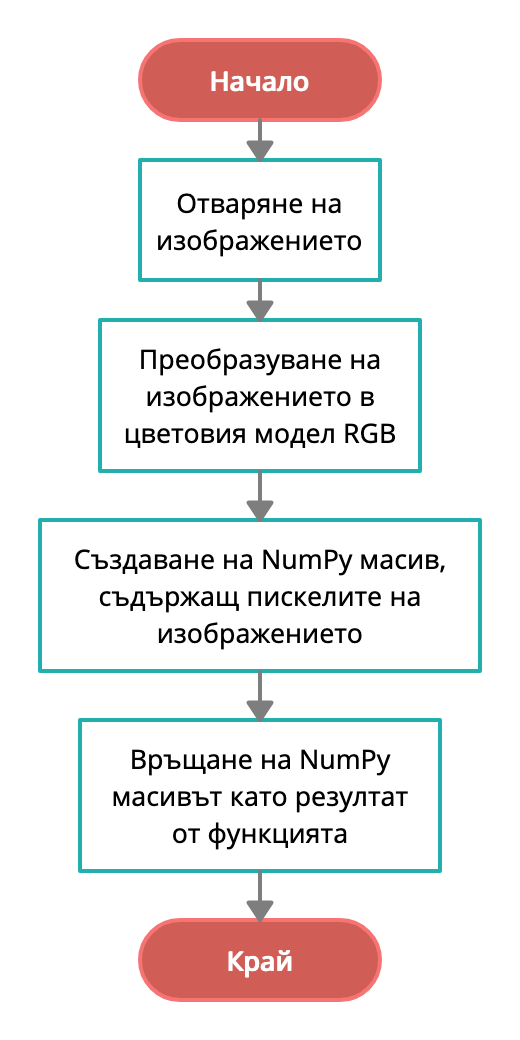 Начало
Отваряне на
изображението
Преобразуване на
изображението в
цветовия модел RGB
Създаване на NumPy масив,
съдържащ пискелите на
изображението
Връщане на NumPy
масивът като резултат
от функцията
Край